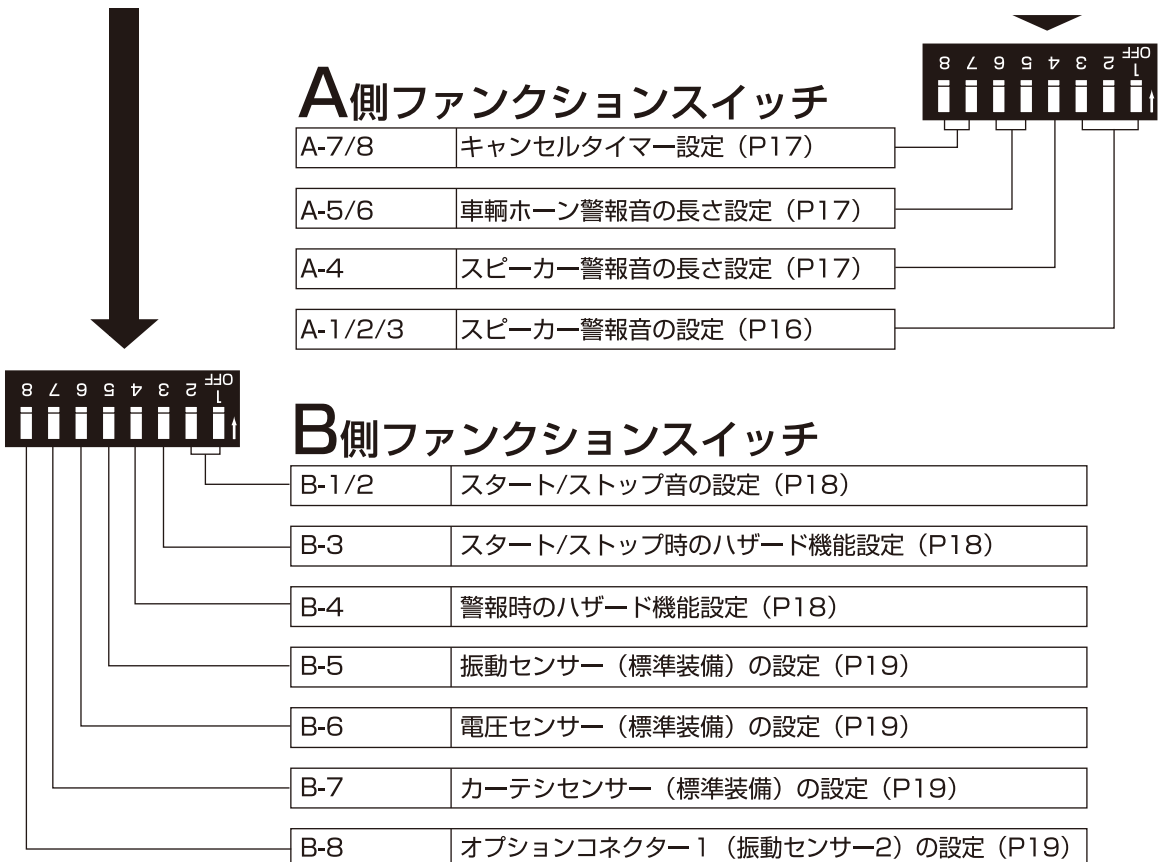 8 7 6 5 4 3 2 1
OFF
A側ファンクションスイッチ
A-7/8 キャンセルタイマー設定（P17）
A-5/6 車輌ホーン警報音の長さ設定（P17）
A-4 スピーカー警報音の長さ設定（P17）
A-1/2/3 スピーカー警報音の設定（P16）
8 7 6 5 4 3 2 1
OFF
B側ファンクションスイッチ
B-1/2 スタート/ストップ音の設定（P18）
B-3 スタート/ストップ時のハザード機能設定（P18）
B-4 警報時のハザード機能設定（P18）
B-5 振動センサー（標準装備）の設定（P19）
B-6 電圧センサー（標準装備）の設定（P19）
B-7 カーテシセンサー（標準装備）の設定（P19）
B-8 オプションコネクター1（振動センサー2）の設定（P19）